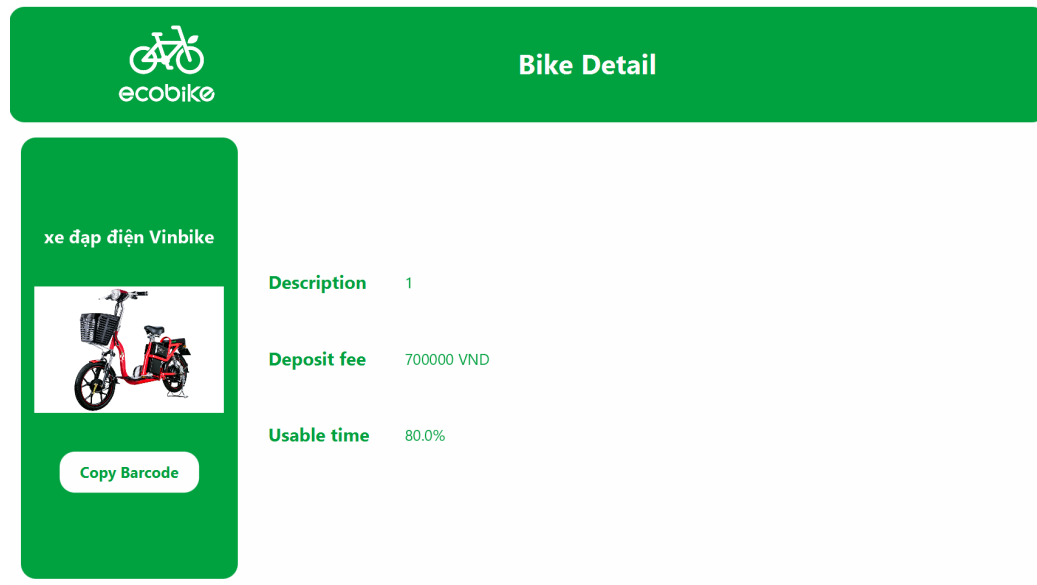 ecobike
Bike Detail
xe đạp điện Vinbike
Copy Barcode
Description 1
Deposit fee 700000 VND
Usable time 80.0%